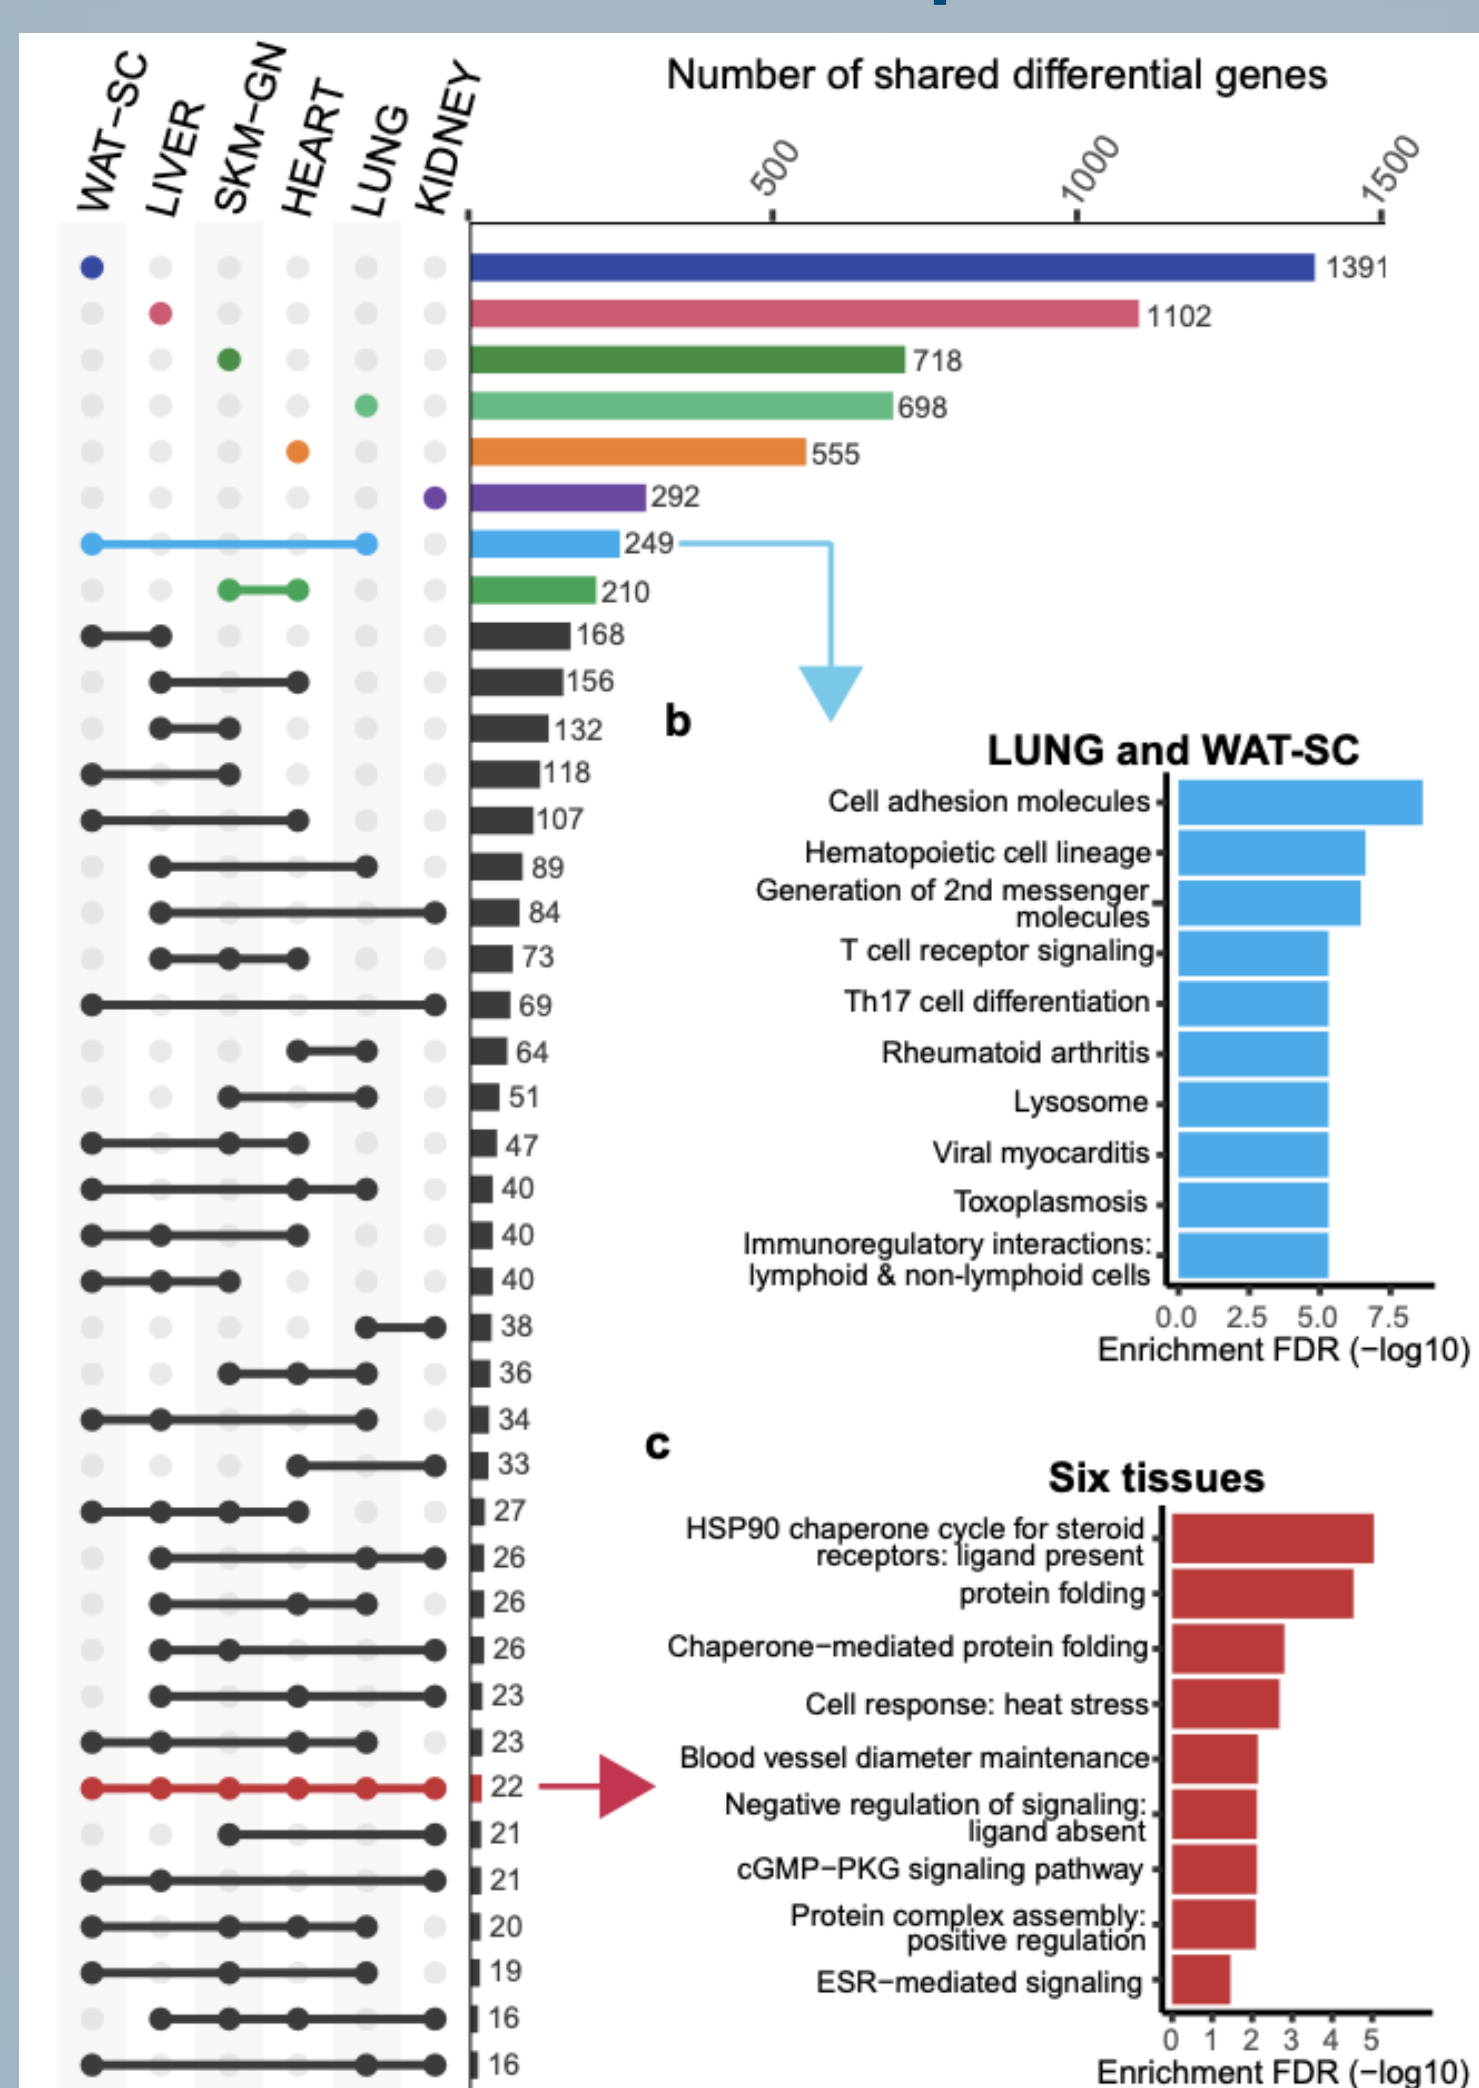 Number of shared differential genes
WAT-SC
LIVER
SKM-GN
HEART
LUNG
KIDNEY
500
1000
1500
1391
1102
718
698
555
292
249
210
168
156
132
118
107
89
84
73
69
64
51
47
40
40
40
38
36
34
33
27
26
26
26
23
23
22
21
21
20
19
16
16
b
LUNG and WAT-SC
Cell adhesion molecules
Hematopoietic cell lineage
Generation of 2nd messenger
molecules
T cell receptor signaling
Th17 cell differentiation
Rheumatoid arthritis
Lysosome
Viral myocarditis
Toxoplasmosis
Immunoregulatory interactions:
lymphoid & non-lymphoid cells
0.0 2.5 5.0 7.5
Enrichment FDR (−log10)
c
Six tissues
HSP90 chaperone cycle for steroid
receptors: ligand present
protein folding
Chaperone−mediated protein folding
Cell response: heat stress
Blood vessel diameter maintenance
Negative regulation of signaling:
ligand absent
cGMP−PKG signaling pathway
Protein complex assembly:
positive regulation
ESR−mediated signaling
0 1 2 3 4 5
Enrichment FDR (−log10)